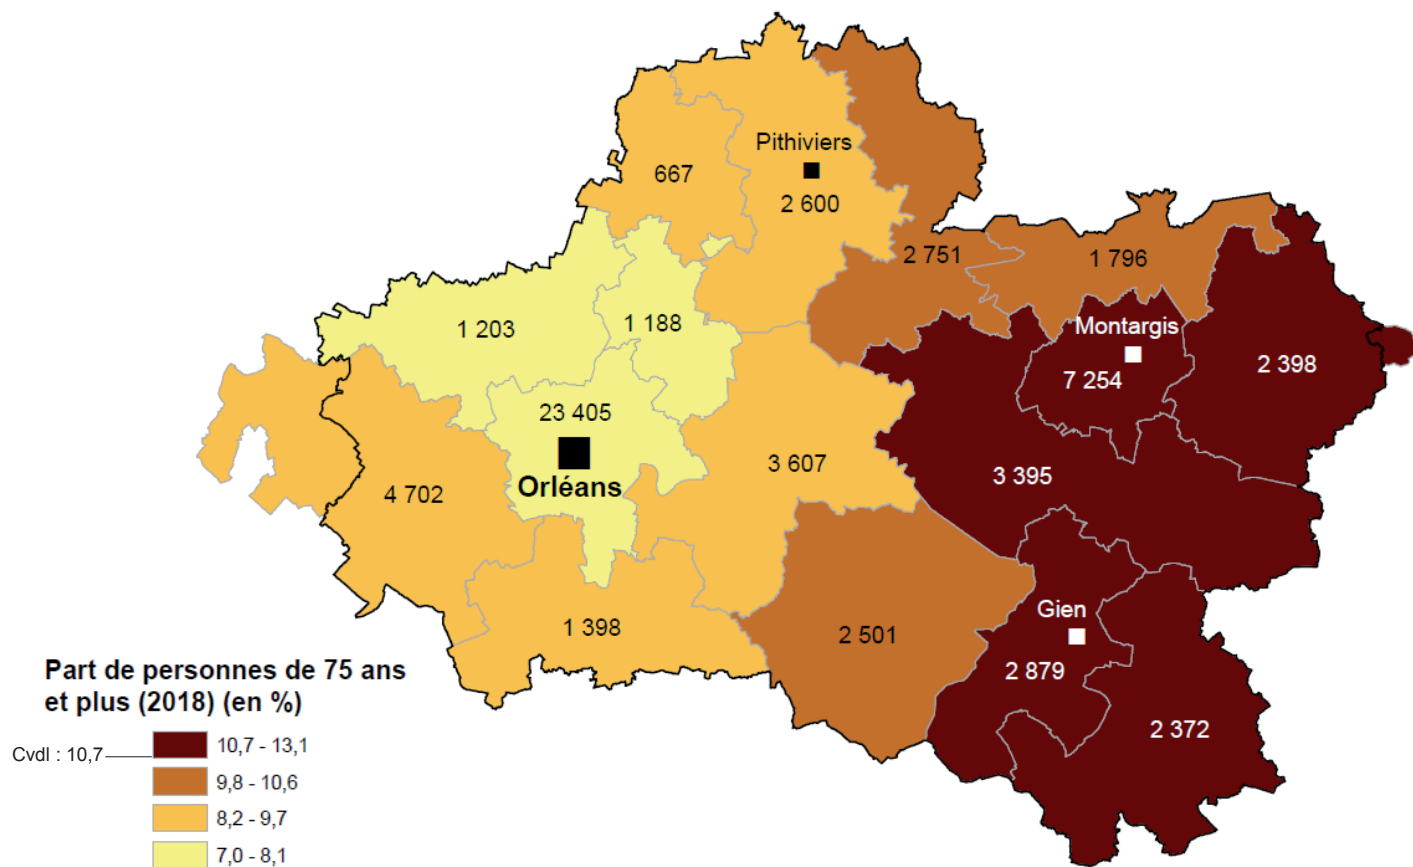 Pithiviers
667
2 600
2 751
1 796
1 203
1 188
Montargis
7 254
2 398
23 405
Orléans
4 702
3 607
3 395
1 398
2 501
Gien
2 879
2 372
Part de personnes de 75 ans
et plus (2018) (en %)
Cvdl : 10,7
10,7 - 13,1
9,8 - 10,6
8,2 - 9,7
7,0 - 8,1